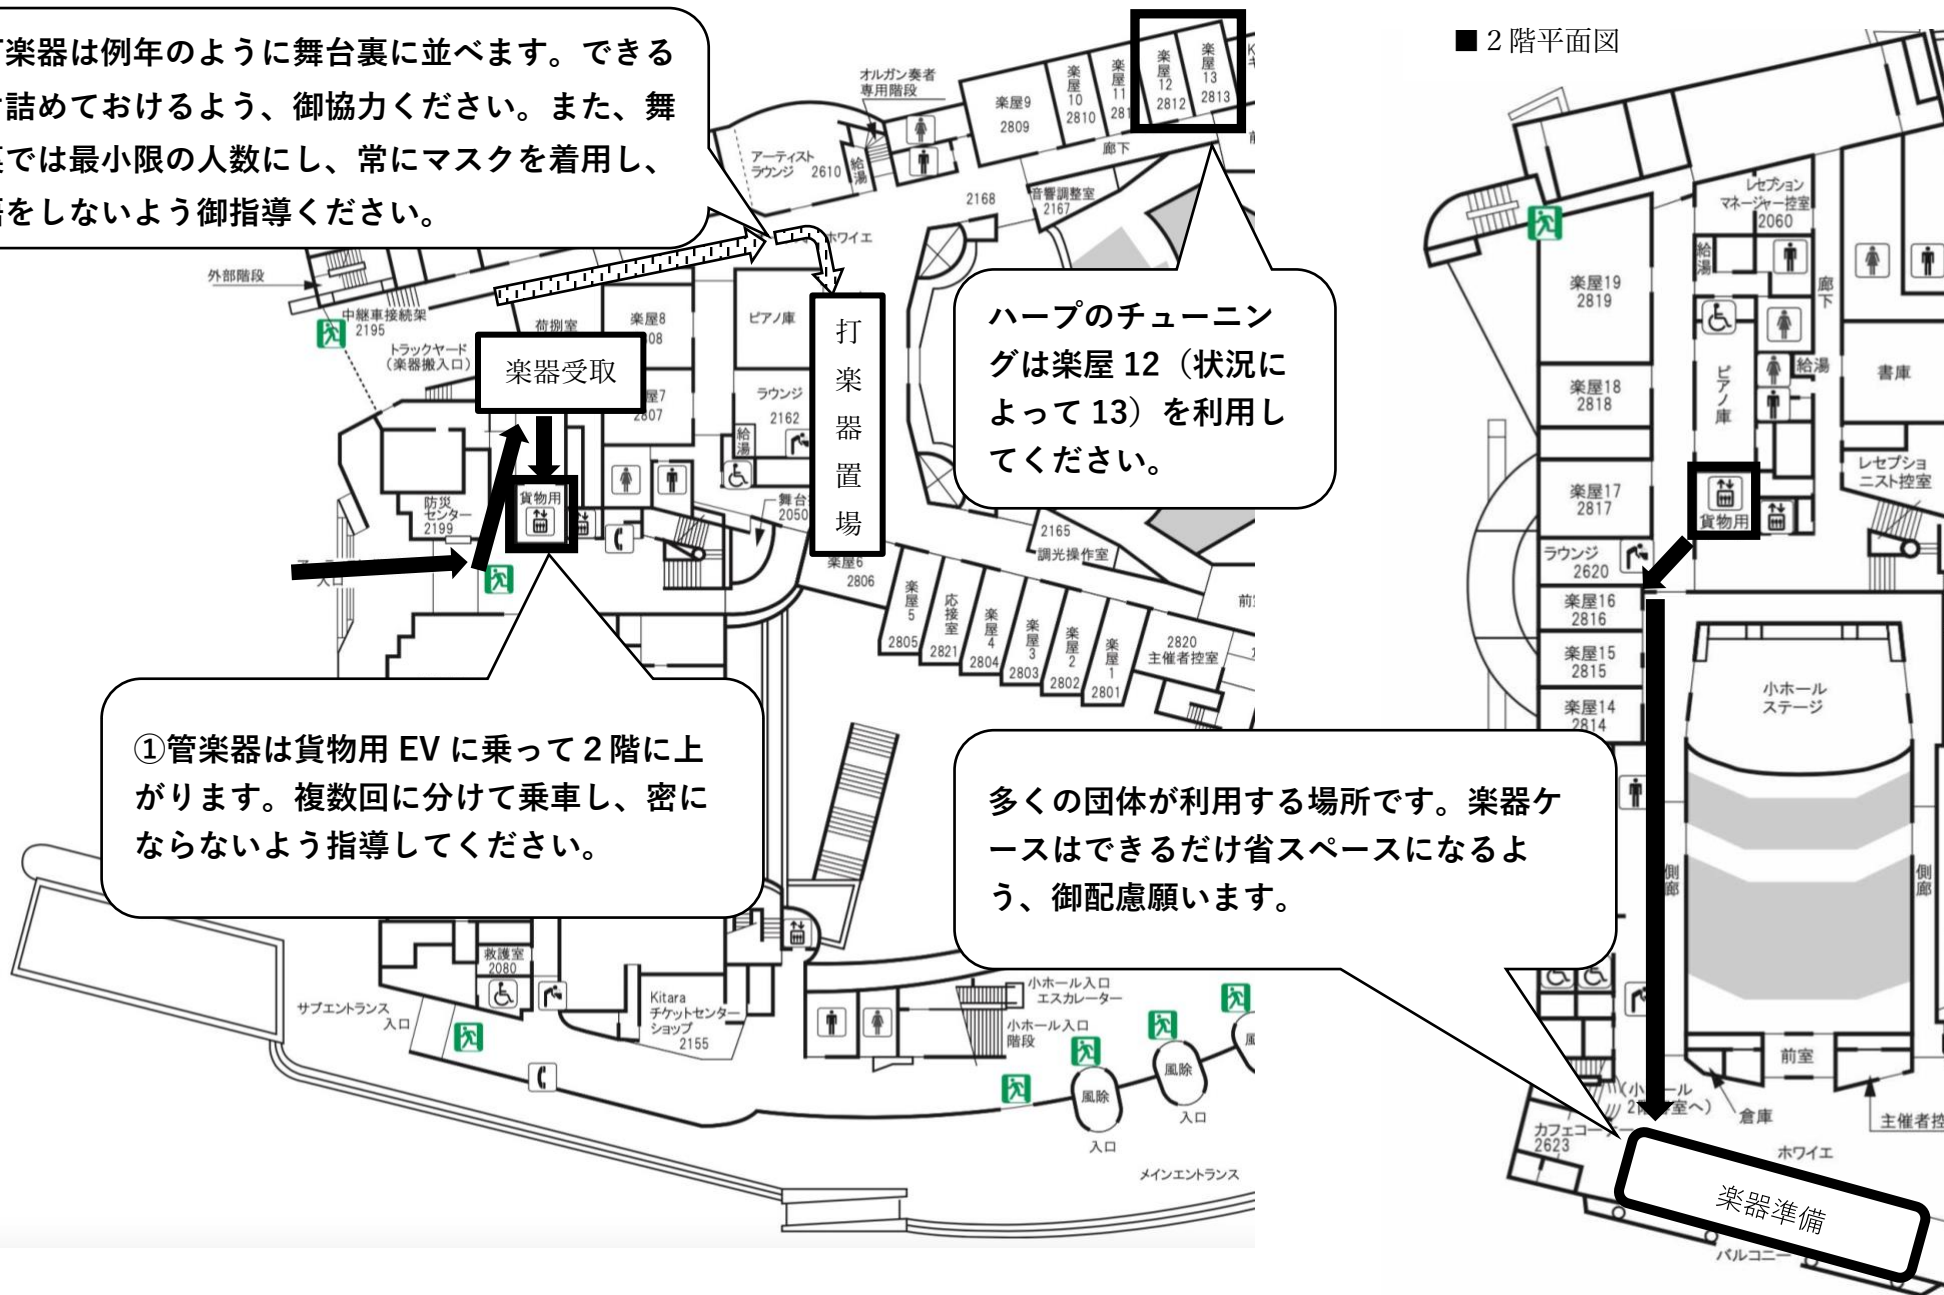 楽器は例年のように舞台裏に並べます。できる
詰めておけるよう、御協力ください。また、舞
では最小限の人数にし、常にマスクを着用し、
をしないよう御指導ください。
オルガン奏者
専用階段
楽屋9
2809
楽屋10
2810
楽屋11
281
楽屋12
2812
楽屋13
2813
廊下
アーティスト
ラウンジ 2610
給湯
2168
音響調整室
2167
ホワイエ
外部階段
中継車接続架
2195
トラックヤード
(楽器搬入口)
荷捌室
楽屋8
08
ピアノ庫
楽器受取
屋7
2807
ラウンジ
2162
給湯
打楽器置場
ハープのチューニン
グは楽屋 12(状況に
よって 13)を利用し
てください。
防災
センター
2199
貨物用
舞台
2050
入口
楽屋6
2806
2165
調光操作室
楽屋5
2805
応接室
2821
楽屋4
2804
楽屋3
2803
楽屋2
2802
楽屋1
2801
2820
主催者控室
前
①管楽器は貨物用 EV に乗って2階に上
がります。複数回に分けて乗車し、密に
ならないよう指導してください。
救護室
2080
サブエントランス
入口
Kitara
チケットセンター
ショップ
2155
小ホール入口
エスカレーター
小ホール入口
階段
風除
入口
風除
入口
風
メインエントランス
■2階平面図
レセプション
マネージャー控室
2060
給湯
廊下
楽屋19
2819
ピアノ庫
給湯
書庫
楽屋18
2818
楽屋17
2817
貨物用
レセプショ
ニスト控室
ラウンジ
2620
楽屋16
2816
楽屋15
2815
楽屋14
2814
小ホール
ステージ
多くの団体が利用する場所です。楽器ケ
ースはできるだけ省スペースになるよ
う、御配慮願います。
側廊
側廊
前室
(小 ール
2階 室へ)
倉庫
主催者控
カフェコーナー
2623
ホワイエ
楽器準備
バルコニー